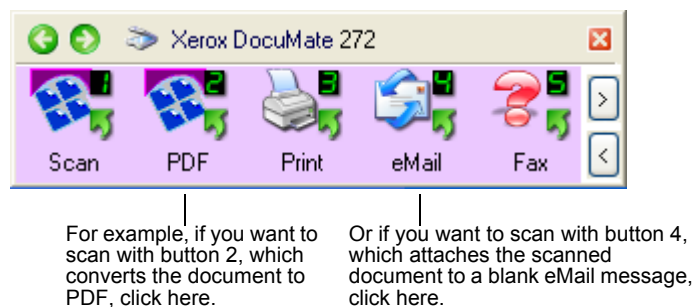 Xerox DocuMate 272
1 2 3 4 5
Scan PDF Print eMail Fax
> 
<
For example, if you want to
scan with button 2, which
converts the document to
PDF, click here.
Or if you want to scan with button 4,
which attaches the scanned
document to a blank eMail message,
click here.